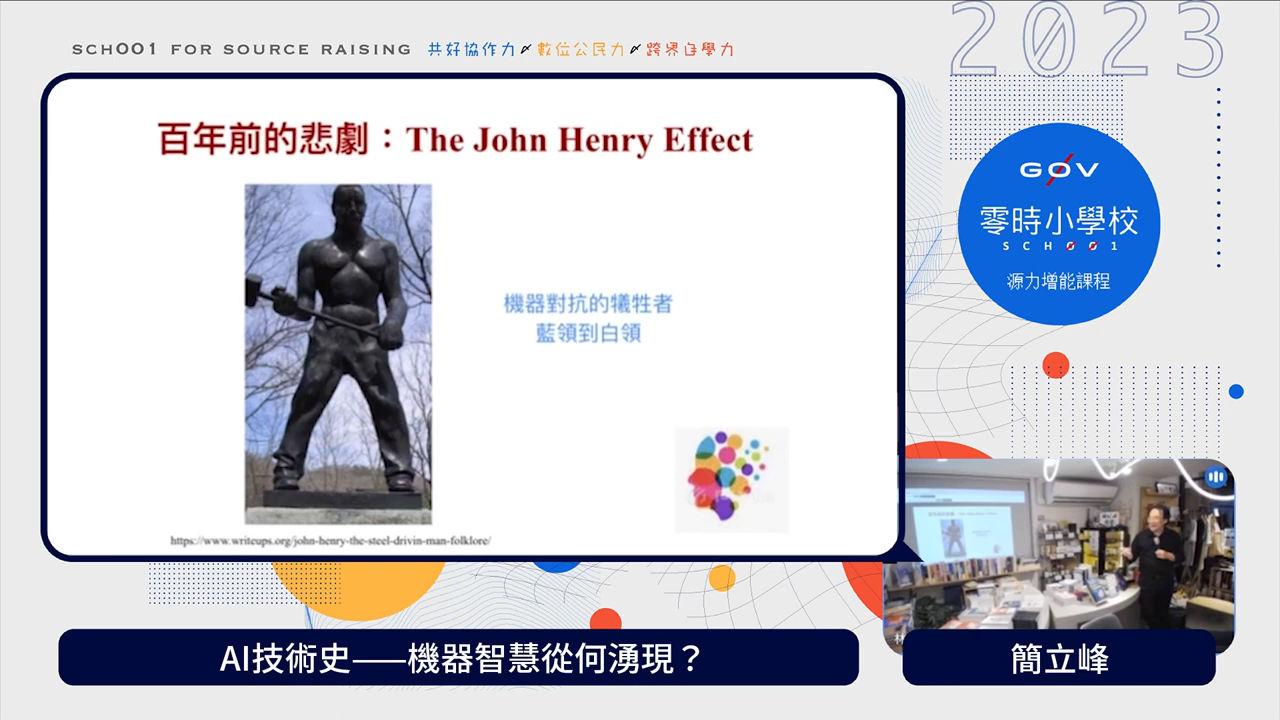 SCH001 FOR SOURCE RAISING 共好協作力 數位公民力 跨界自學力
2023
百年前的悲劇：The John Henry Effect
機器對抗的犧牲者
藍領到白領
https://www.writeups.org/john-henry-the-steel-drivin-man-folklore/
G0V
零時小學校
SCH001
源力增能課程
AI技術史——機器智慧從何湧現？
簡立峰